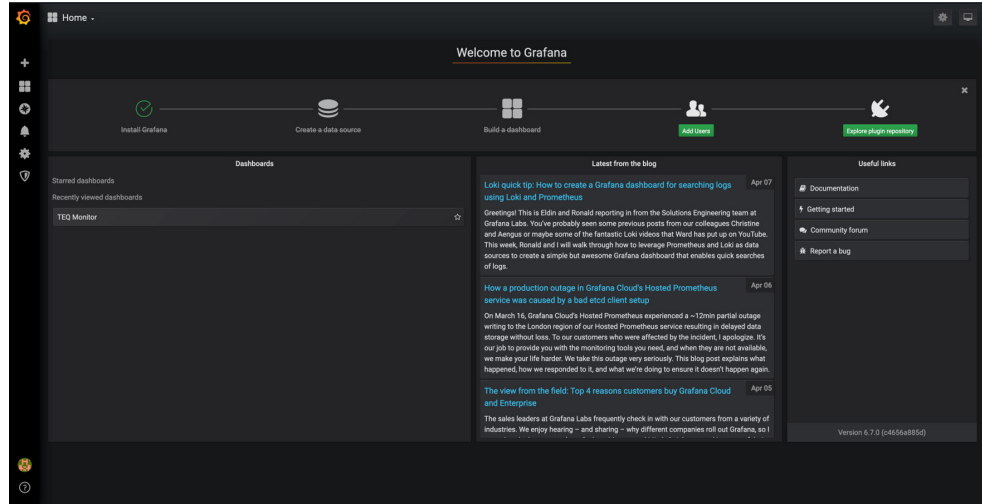 Home
Welcome to Grafana
Install Grafana
Create a data source
Build a dashboard
Add Users
Explore plugin repository
Dashboards
Starred dashboards
Recently viewed dashboards
TEQ Monitor
Latest from the blog
Loki quick tip: How to create a Grafana dashboard for searching logs
using Loki and Prometheus
Apr 07
Greetings! This is Eldin and Ronald reporting in from the Solutions Engineering team at
Grafana Labs. You've probably seen some previous posts from our colleagues Christine
and Aengus or maybe some of the fantastic Loki videos that Ward has put up on YouTube.
This week, Ronald and I will walk through how to leverage Prometheus and Loki as data
sources to create a simple but awesome Grafana dashboard that enables quick searches
of logs.
How a production outage in Grafana Cloud's Hosted Prometheus
service was caused by a bad etcd client setup
Apr 06
On March 16, Grafana Cloud's Hosted Prometheus experienced a ~12min partial outage
writing to the London region of our Hosted Prometheus service resulting in delayed data
storage without loss. To our customers who were affected by the incident, I apologize. It's
our job to provide you with the monitoring tools you need, and when they are not available,
we make your life harder. We take this outage very seriously. This blog post explains what
happened, how we responded to it, and what we're doing to ensure it doesn't happen again.
The view from the field: Top 4 reasons customers buy Grafana Cloud
and Enterprise
Apr 05
The sales leaders at Grafana Labs frequently check in with our customers from a variety of
industries. We enjoy hearing – and sharing – why different companies roll out Grafana, so I
Useful links
Documentation
Getting started
Community forum
Report a bug
Version 6.7.0 (c4656a885d)